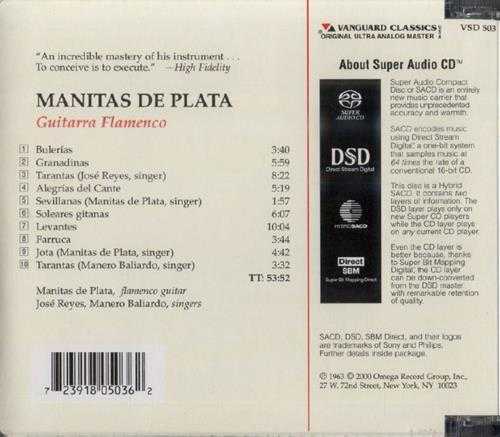 VANGUARD CLASSICS
ORIGINAL ULTRA ANALOG MASTER
VSD 503
"An incredible mastery of his instrument . . .
To conceive is to execute." —High Fidelity
MANITAS DE PLATA
Guitarra Flamenco
1 Bulerías 3:40
2 Granadinas 5:59
3 Tarantas (José Reyes, singer) 8:22
4 Alegrías del Cante 5:19
5 Sevillanas (Manitas de Plata, singer) 1:57
6 Soleares gitanas 6:07
7 Levantes 10:04
8 Farruca 3:44
9 Jota (Manitas de Plata, singer) 4:42
10 Tarantas (Manero Baliardo, singer) 3:32
TT: 53:52
Manitas de Plata, flamenco guitar
José Reyes, Manero Baliardo, singers
7 23918 05036 2
About Super Audio CD™
SUPER AUDIO CD
DSD
Direct Stream Digital
HYBRID SACD
Direct
SBM
Super Bit Mapping Direct
Super Audio Compact
Disc or SACD is an entirely
new music carrier that
provides unprecedented
accuracy and warmth.
SACD encodes music
using Direct Stream
Digital, a one-bit system
that samples music at
64 times the rate of a
conventional 16-bit CD.
This disc is a Hybrid
SACD. It contains two
layers of information. The
DSD layer plays only on
new Super CD players
while the CD layer plays
on any current CD player.
Even the CD layer is
better because, thanks
to Super Bit Mapping
Digital, the CD layer
can be down-converted
from the DSD master
with remarkable retention
of quality.
SACD, DSD, SBM Direct, and their logos
are trademarks of Sony and Philips.
Further details inside package.
℗ 1963 © 2000 Omega Record Group, Inc.,
27 W. 72nd Street, New York, NY 10023